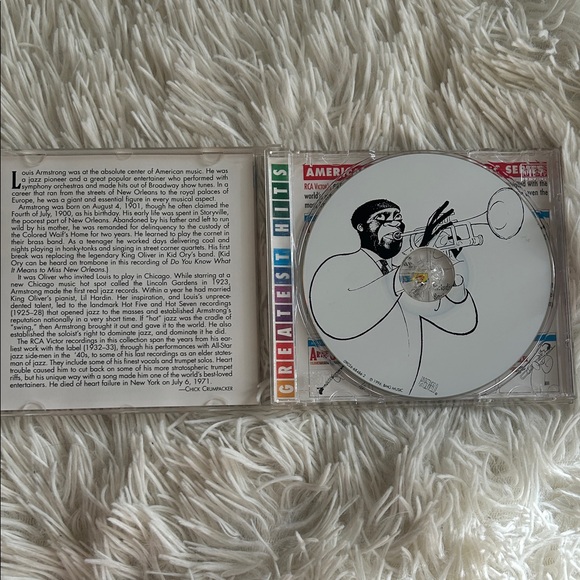 Louis Armstrong was at the absolute center of American music. He was
a jazz pioneer and a great popular entertainer who performed with
symphony orchestras and made hits out of Broadway show tunes. In a
career that ran from the streets of New Orleans to the royal palaces of
Europe, he was a giant and essential figure in every musical aspect.
Armstrong was born on August 4, 1901, though he often claimed the
Fourth of July, 1900, as his birthday. His early life was spent in Storyville,
the poorest part of New Orleans. Abandoned by his father and left to run
wild by his mother, he was remanded for delinquency to the custody of
the Colored Waif's Home for two years. He learned to play the cornet in
their brass band. As a teenager he worked days delivering coal and
nights playing in honky-tonks and singing in street corner quartets. His first
break was replacing the legendary King Oliver in Kid Ory's band. (Kid
Ory can be heard on trombone in this recording of Do You Know What
It Means to Miss New Orleans.)
It was Oliver who invited Louis to play in Chicago. While starring at
a new Chicago music hot spot called the Lincoln Gardens in 1923,
Armstrong made the first real jazz records. Within a year he had married
King Oliver's pianist, Lil Hardin. Her inspiration, and Louis's unprece-
dented talent, led to the landmark Hot Five and Hot Seven recordings
(1925–28) that opened jazz to the masses and established Armstrong's
reputation nationally in a very short time. If "hot" jazz was the cradle of
"swing," then Armstrong brought it out and gave it to the world. He also
established the soloist's right to dominate jazz, and dominate it he did.
The RCA Victor recordings in this collection span the years from his ear-
liest work with the label (1932–33), through his performances with All-Star
jazz side-men in the '40s, to some of his last recordings as an elder states-
man of jazz. They include some of his finest vocals and trumpet solos. Heart
trouble caused him to cut back on some of his more stratospheric trumpet
riffs, but his unique way with a song made him one of the world's best-loved
entertainers. He died of heart failure in New York on July 6, 1971.
—CHICK CRUMPACKER
GREATEST HITS
AMERICA
SERIES
RCA Victor
with the
world
even the